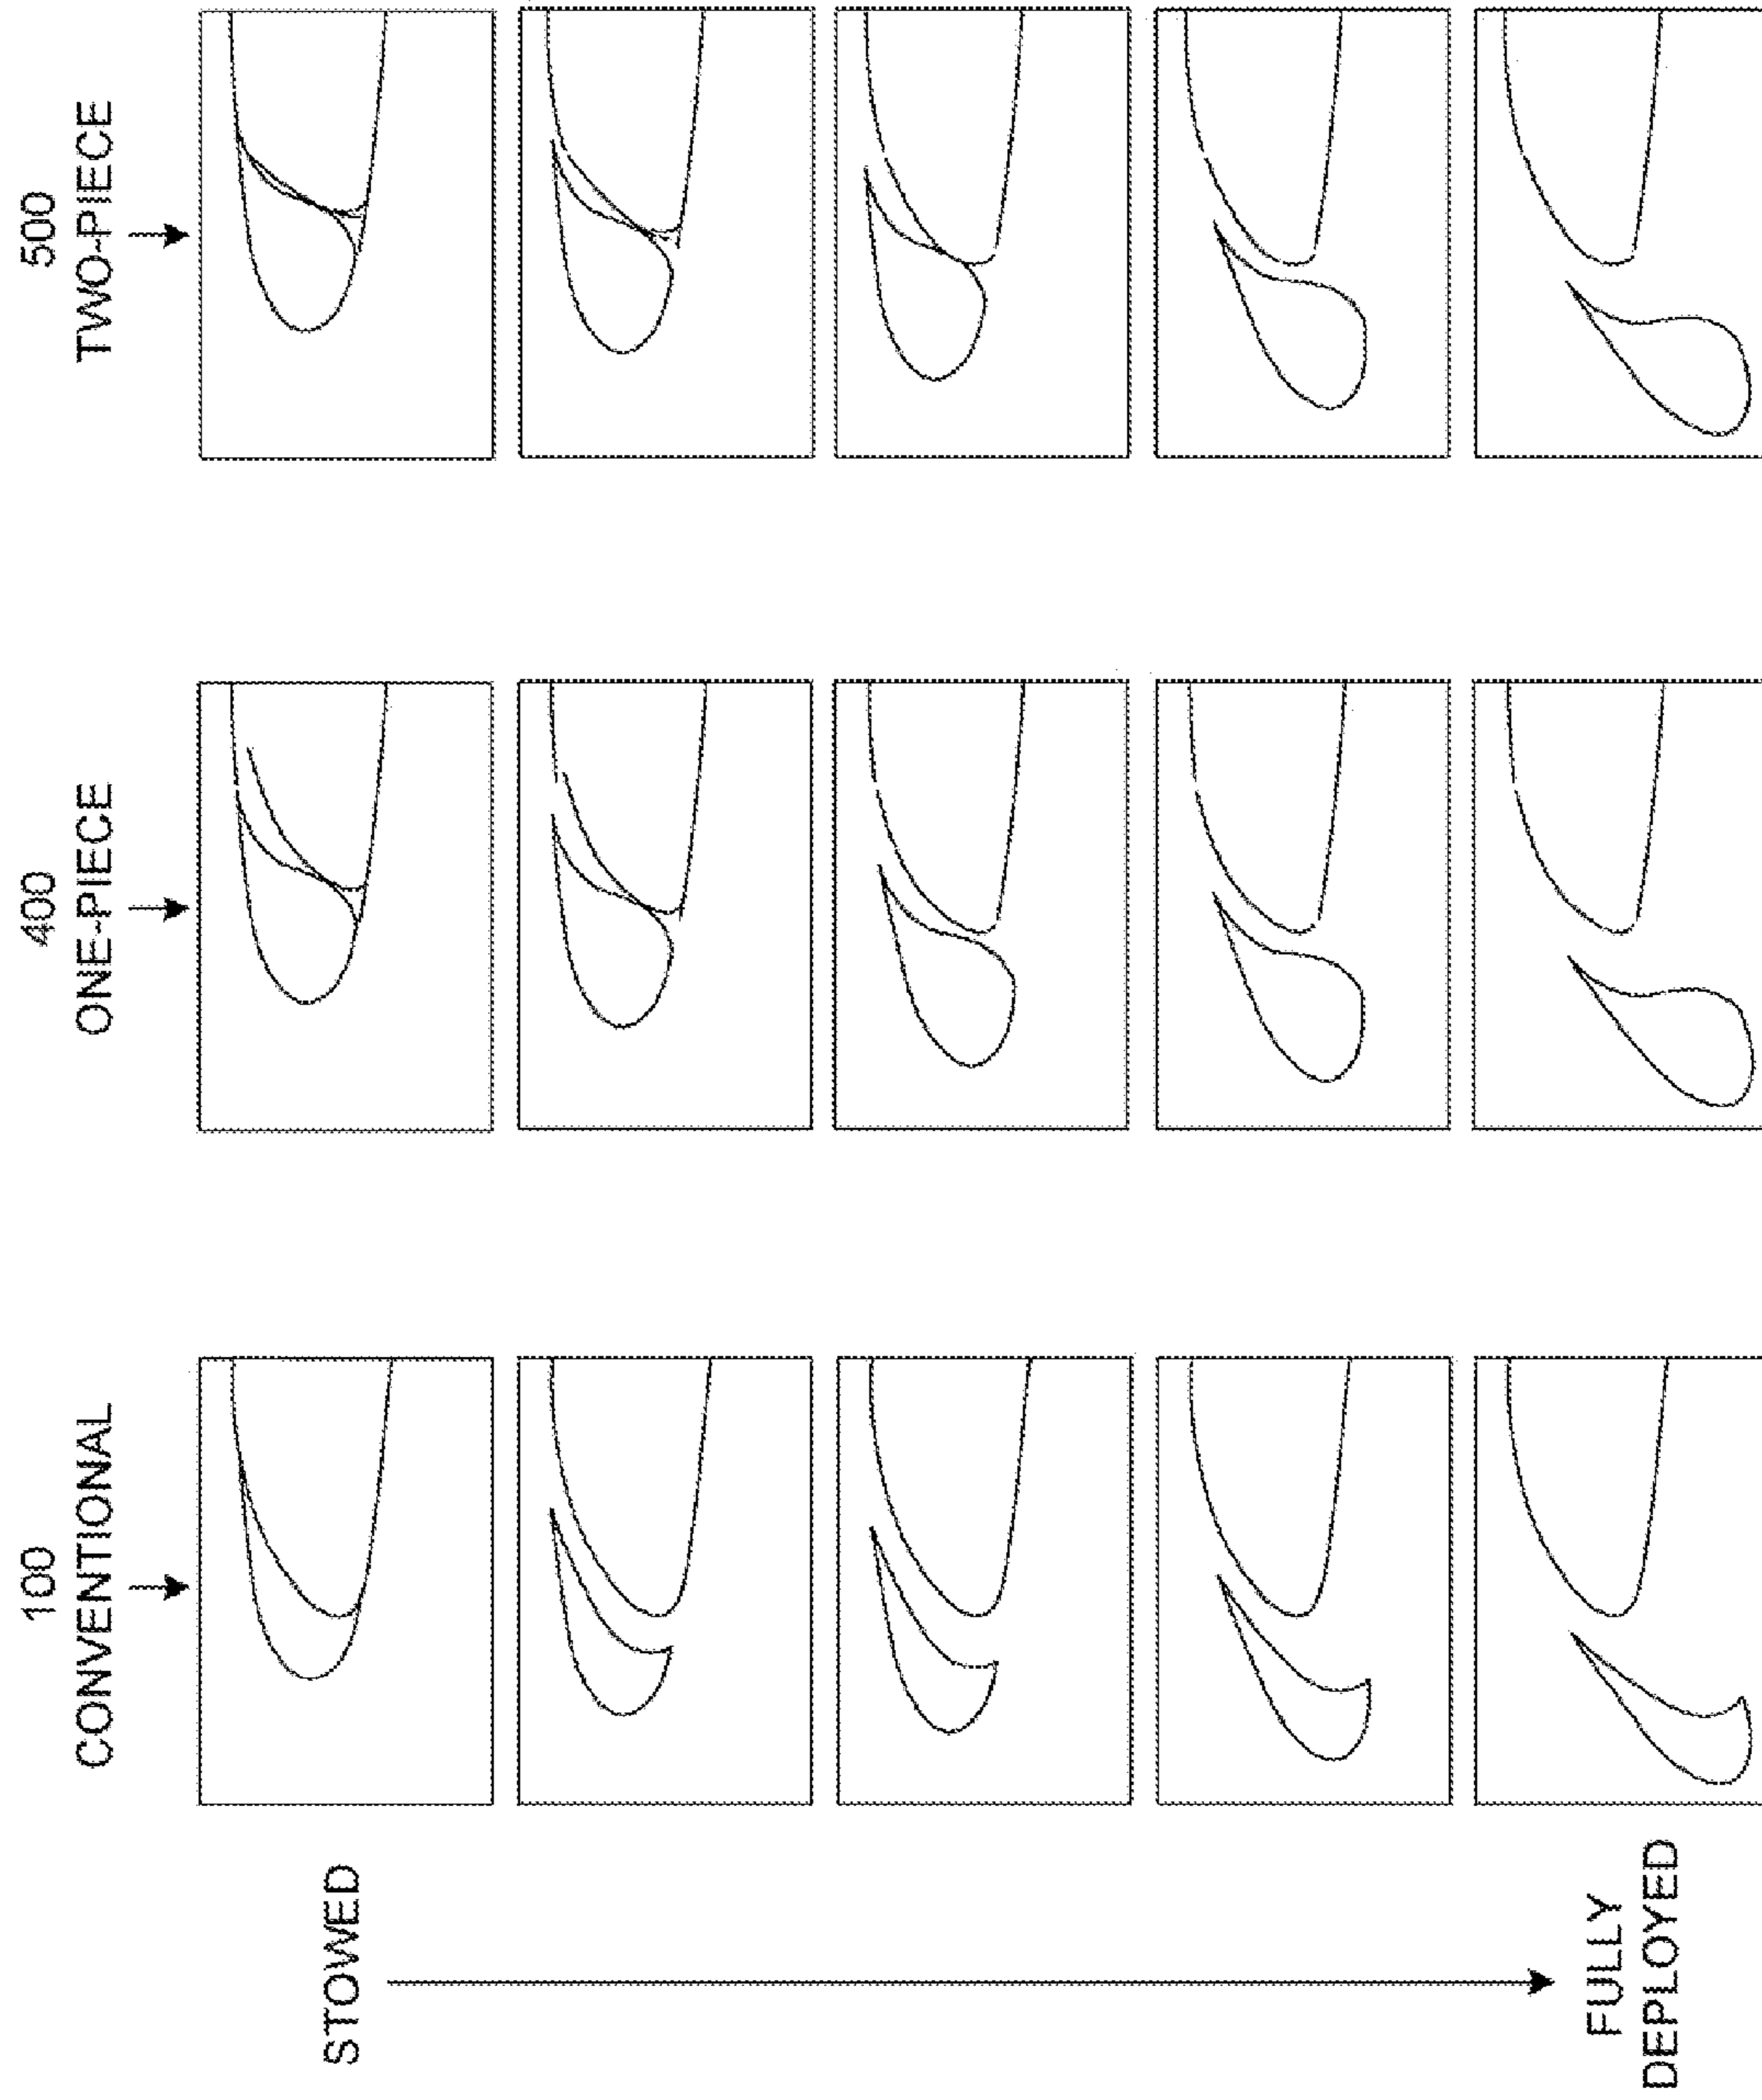 100
CONVENTIONAL
400
ONE-PIECE
500
TWO-PIECE
STOWED
FULLY
DEPLOYED